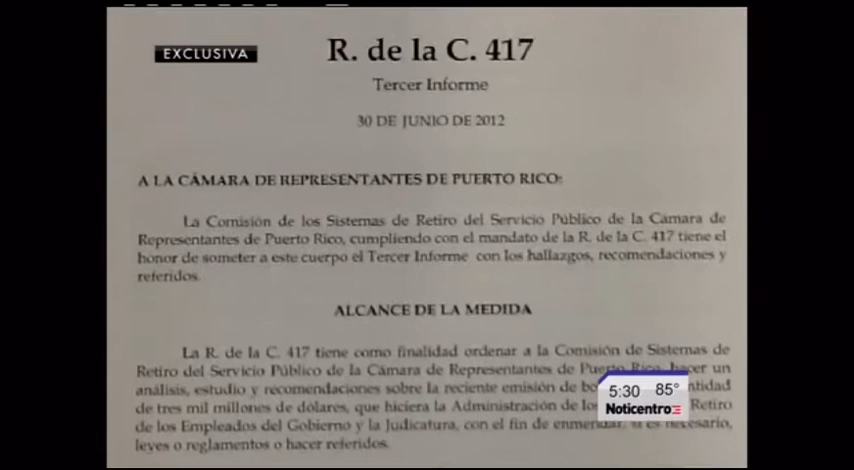 EXCLUSIVA
R. de la C. 417
Tercer Informe
30 DE JUNIO DE 2012
A LA CÁMARA DE REPRESENTANTES DE PUERTO RICO:
La Comisión de los Sistemas de Retiro del Servicio Público de la Cámara de
Representantes de Puerto Rico, cumpliendo con el mandato de la R. de la C. 417 tiene el
honor de someter a este cuerpo el Tercer Informe con los hallazgos, recomendaciones y
referidos.
ALCANCE DE LA MEDIDA
La R. de la C. 417 tiene como finalidad ordenar a la Comisión de Sistemas de
Retiro del Servicio Público de la Cámara de Representantes de Puerto Rico, hacer un
análisis, estudio y recomendaciones sobre la reciente emisión de
de tres mil millones de dólares, que hiciera la Administración de los Retiro
de los Empleados del Gobierno y la Judicatura, con el fin de enmendar, si es necesario,
leyes o reglamentos o hacer referidos.
5:30 85°
Noticentro